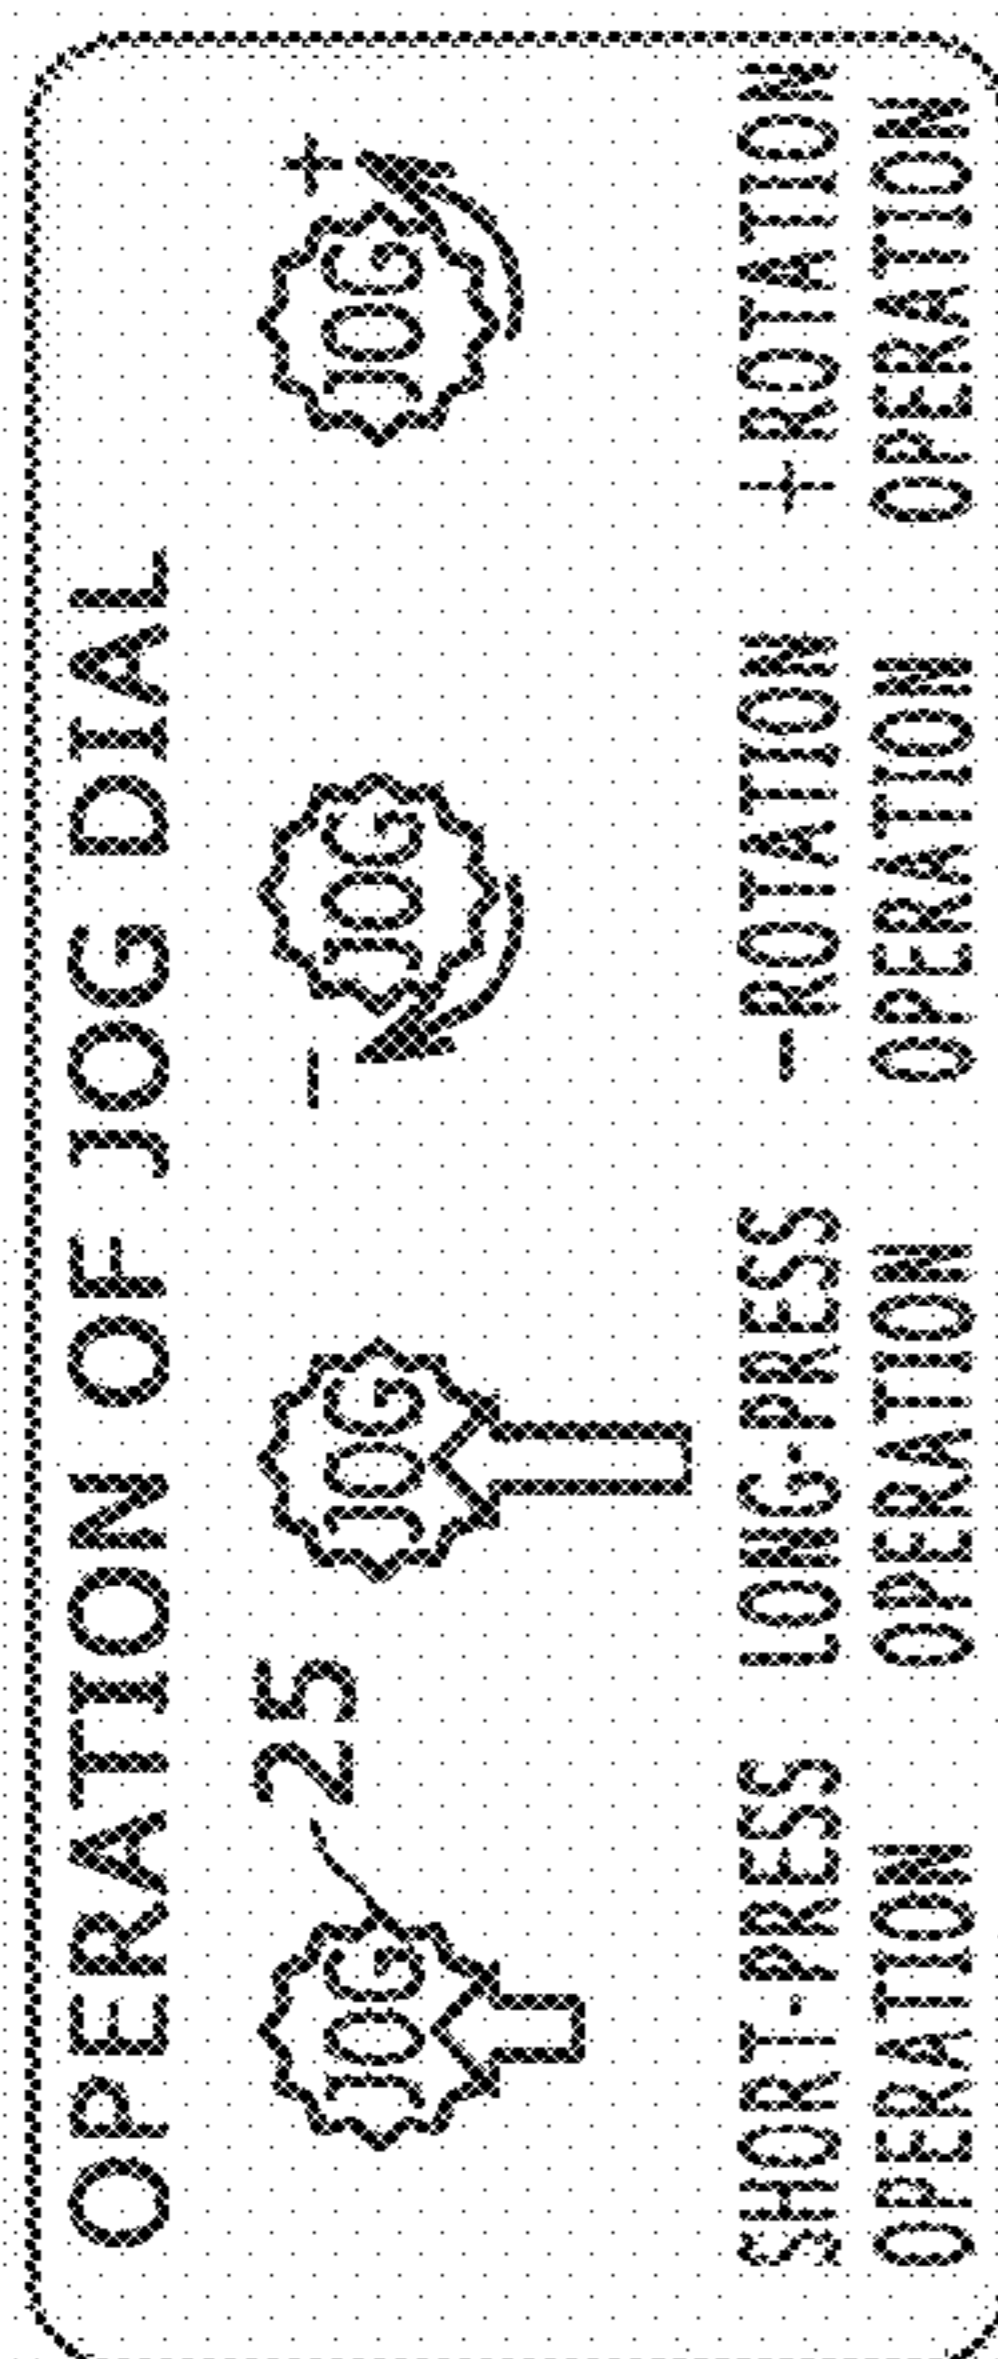 OPERATION OF JOG DIAL
25
JOG JOG - JOG JOG +
SHORT-PRESS LONG-PRESS -ROTATION +ROTATION
OPERATION OPERATION OPERATION OPERATION